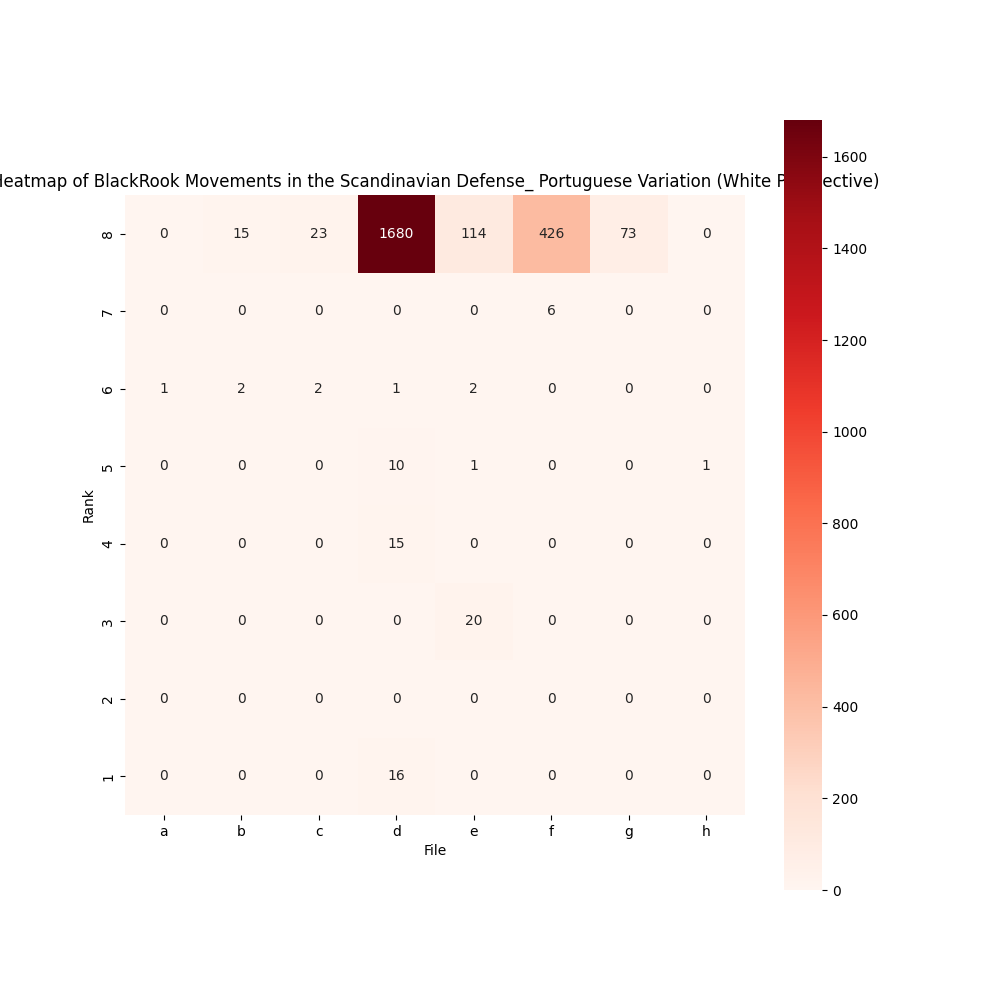 Heatmap of BlackRook Movements in the Scandinavian Defense_ Portuguese Variation (White P ective)
1600
8 0 15 23 1680 114 426 73 0
1400
7 0 0 0 0 0 6 0 0
1200
6 1 2 2 1 2 0 0 0
1000
5 0 0 0 10 1 0 0 1
Rank
800
4 0 0 0 15 0 0 0 0
600
3 0 0 0 0 20 0 0 0
400
2 0 0 0 0 0 0 0 0
1 0 0 0 16 0 0 0 0
200
a b c d e f g h
File
0